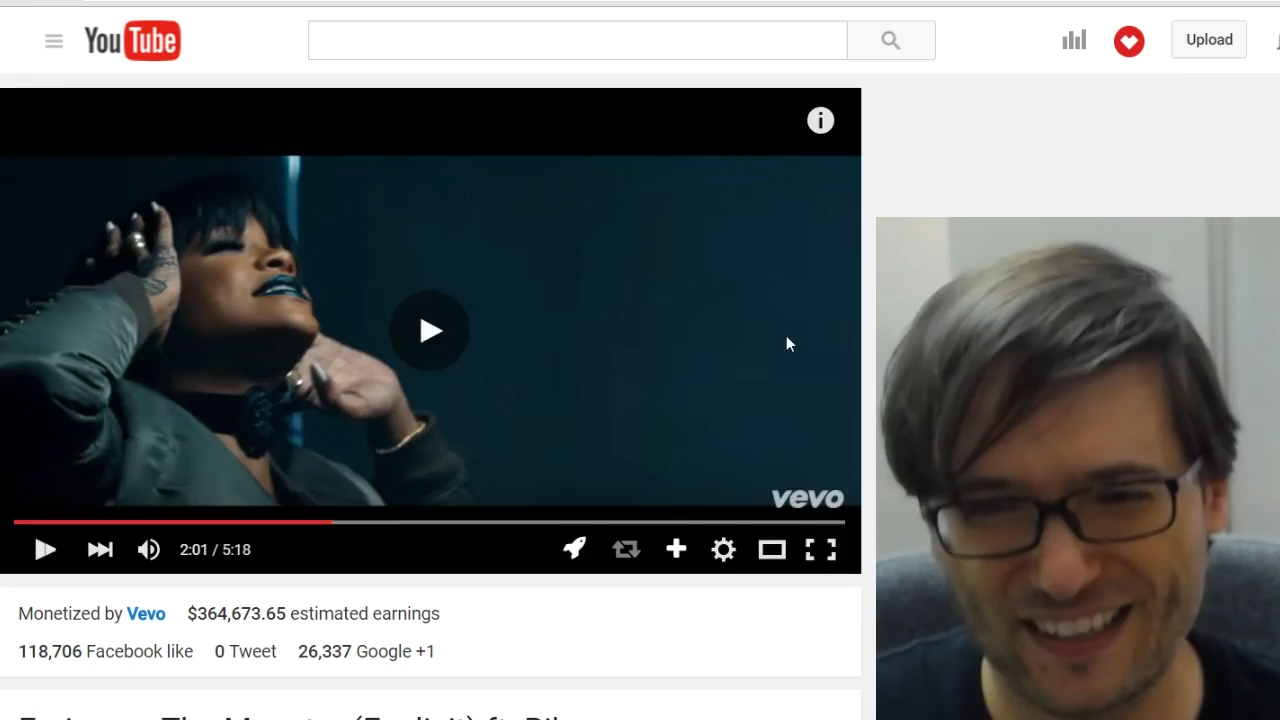 YouTube
Upload
i
vevo
2:01 / 5:18
Monetized by Vevo $364,673.65 estimated earnings
118,706 Facebook like 0 Tweet 26,337 Google +1